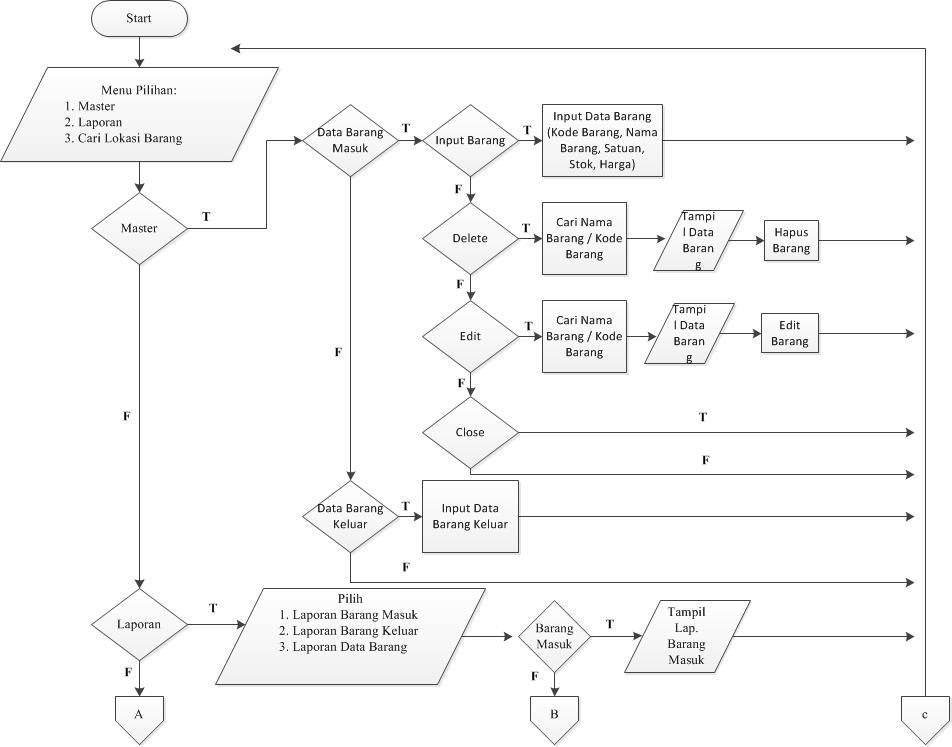 Start
Menu Pilihan:
1. Master
2. Laporan
3. Cari Lokasi Barang
Master
T
F
Data Barang
Masuk
T
F
Input Barang
T
F
Input Data Barang
(Kode Barang, Nama
Barang, Satuan,
Stok, Harga)
Delete
T
F
Cari Nama
Barang / Kode
Barang
Tampi
l Data
Baran
g
Hapus
Barang
Edit
T
F
Cari Nama
Barang / Kode
Barang
Tampi
l Data
Baran
g
Edit
Barang
Close
T
F
Data Barang
Keluar
T
F
Input Data
Barang Keluar
Laporan
T
F
Pilih
1. Laporan Barang Masuk
2. Laporan Barang Keluar
3. Laporan Data Barang
Barang
Masuk
T
F
Tampil
Lap.
Barang
Masuk
A
B
c